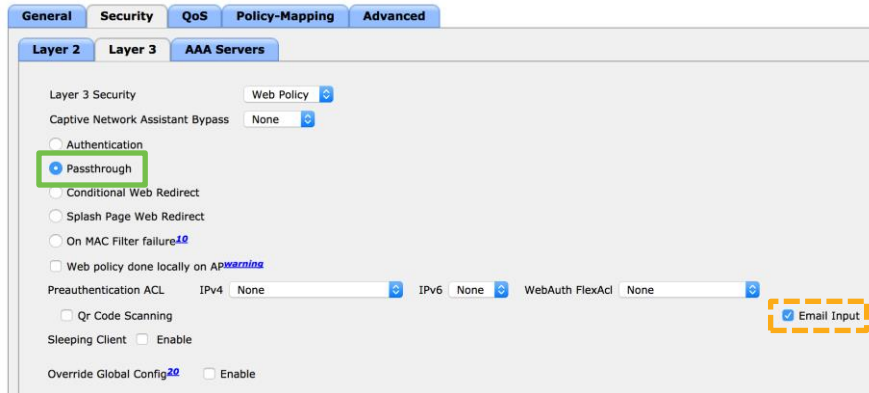 General Security QoS Policy-Mapping Advanced
Layer 2 Layer 3 AAA Servers
Layer 3 Security Web Policy
Captive Network Assistant Bypass None
Authentication
Passthrough
Conditional Web Redirect
Splash Page Web Redirect
On MAC Filter failure10
Web policy done locally on APwarning
Preauthentication ACL IPv4 None IPv6 None WebAuth FlexAcl None
Qr Code Scanning Email Input
Sleeping Client Enable
Override Global Config20 Enable